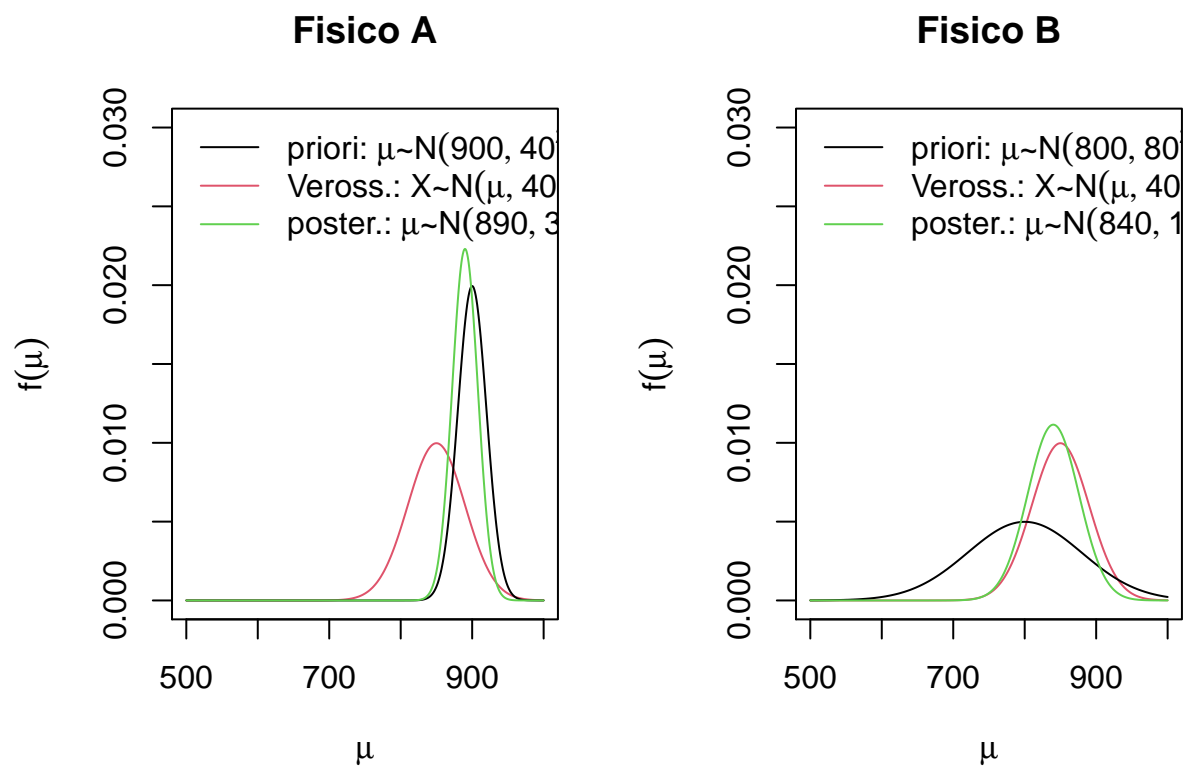 Fisico A
priori: μ~N(900, 40
Veross.: X~N(μ, 40
poster.: μ~N(890, 3
f(μ)
0.030
0.020
0.010
0.000
500 700 900
μ
Fisico B
priori: μ~N(800, 80
Veross.: X~N(μ, 40
poster.: μ~N(840, 1
f(μ)
0.030
0.020
0.010
0.000
500 700 900
μ